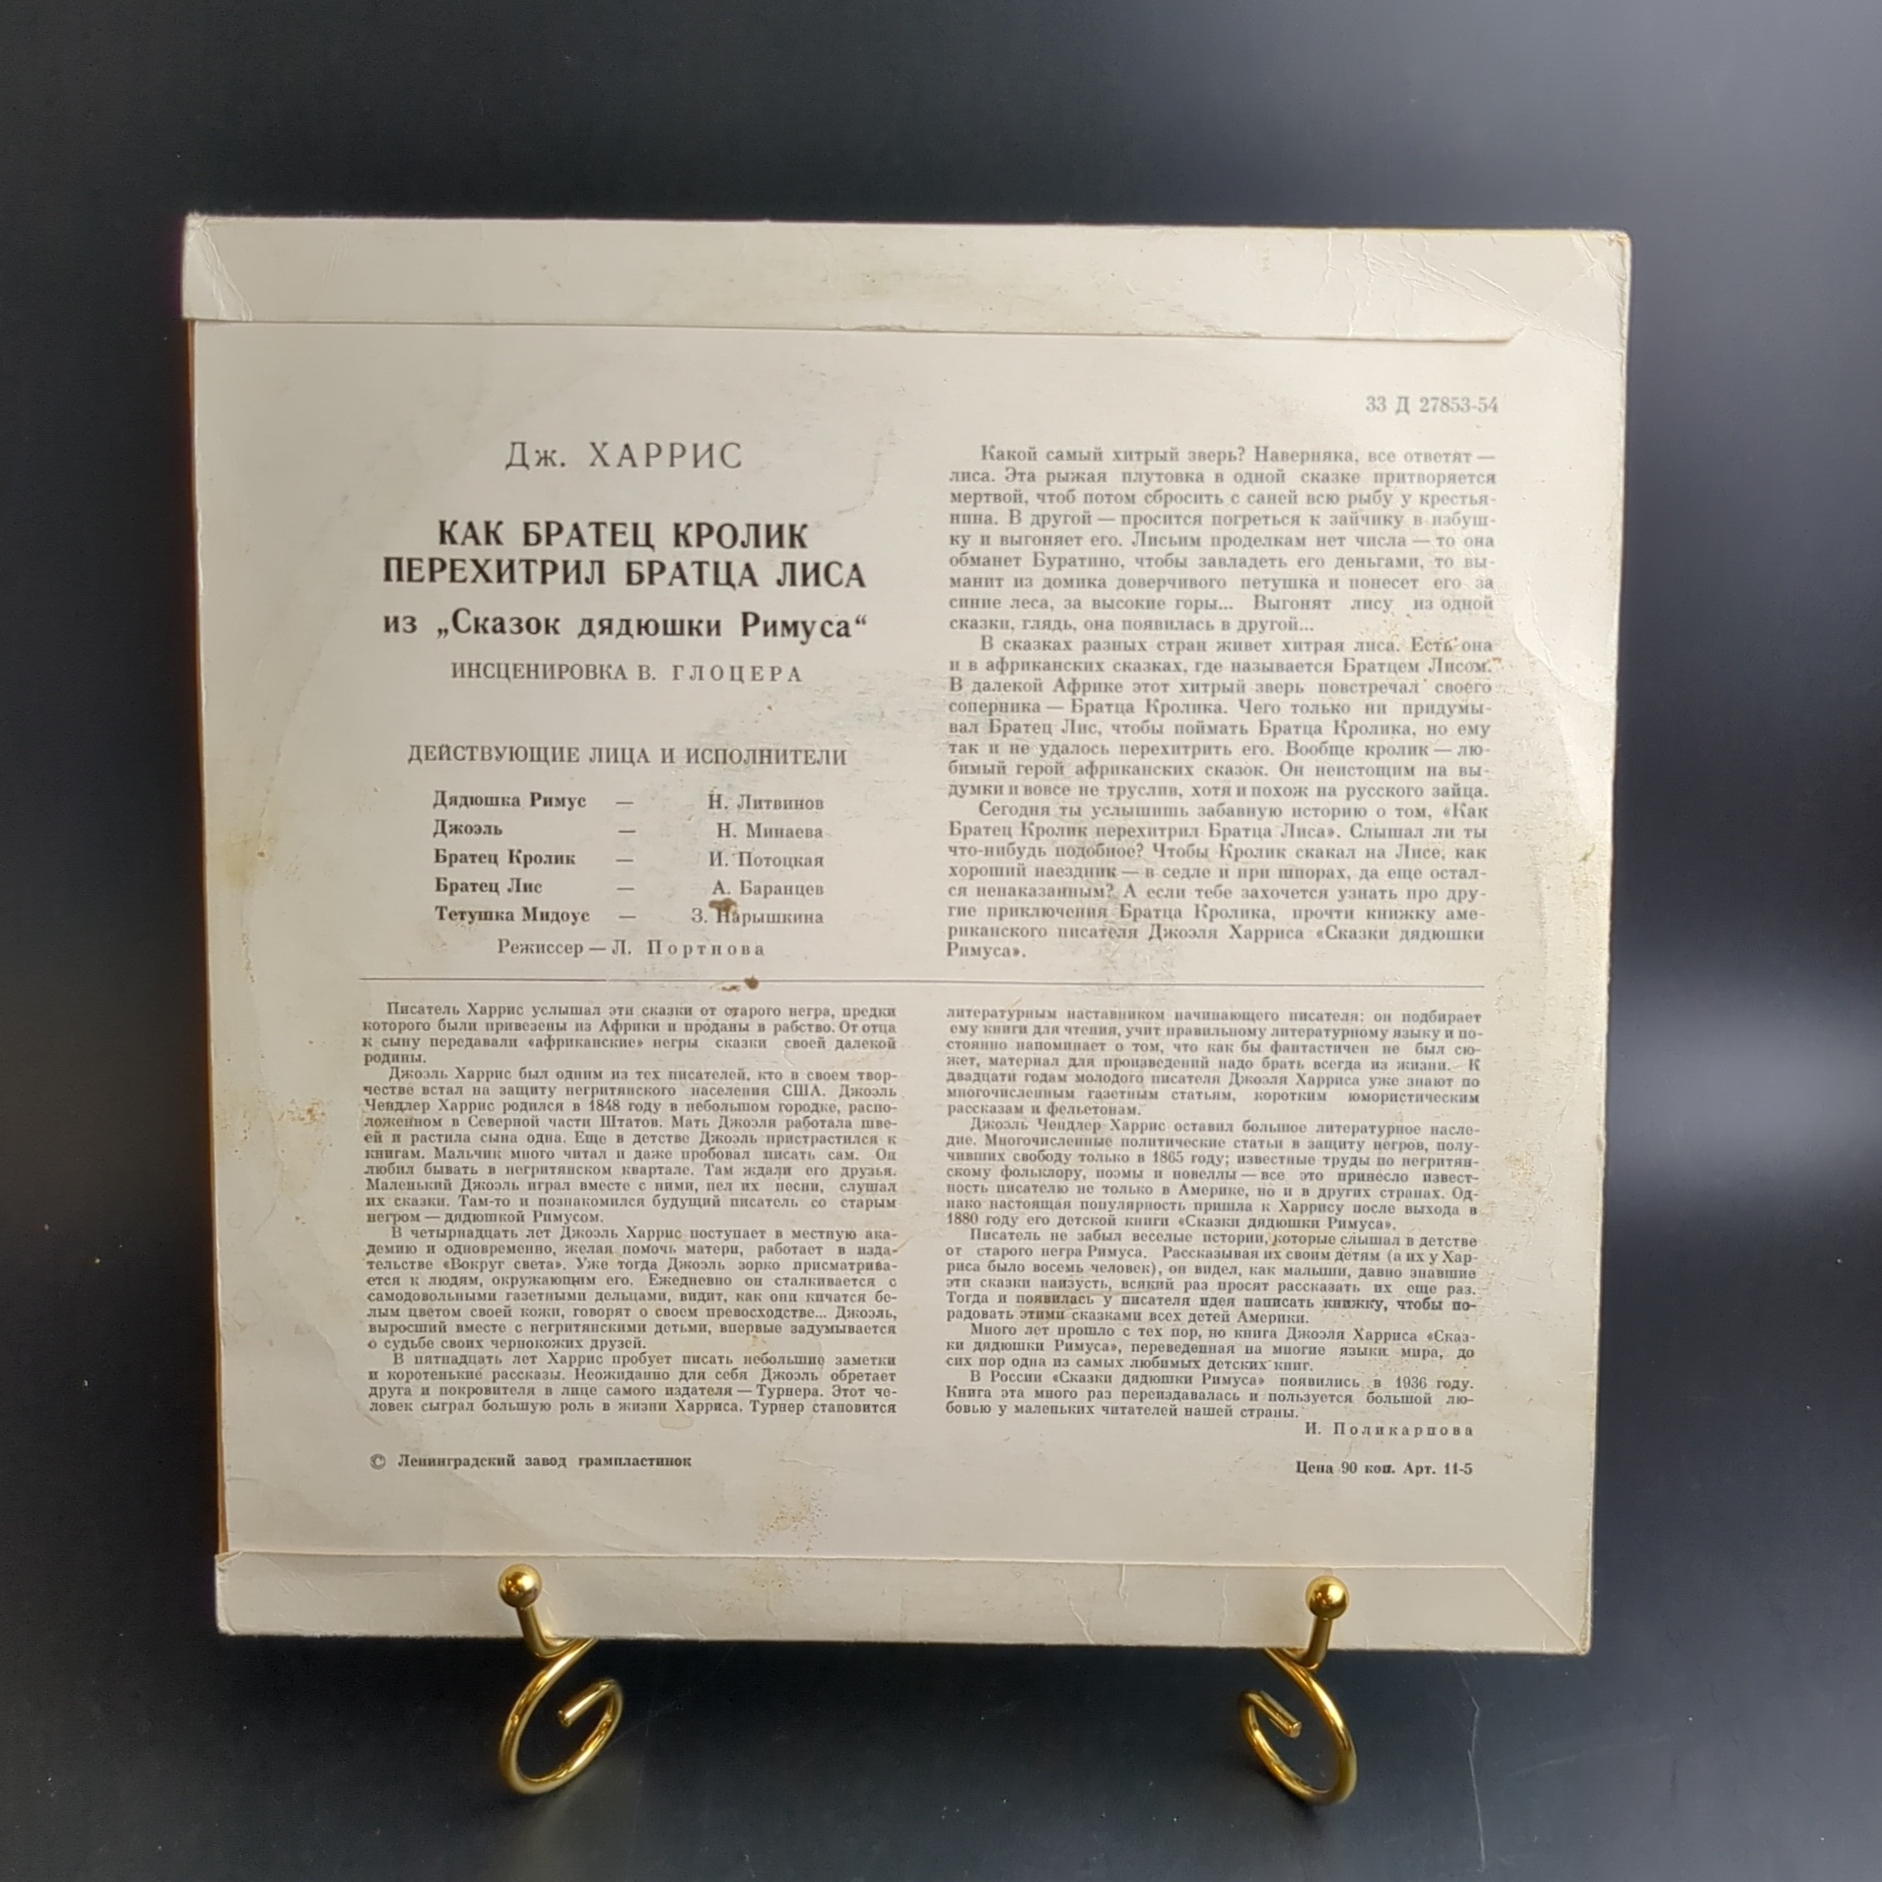 33 Д 27853-54
Дж. ХАРРИС
КАК БРАТЕЦ КРОЛИК
ПЕРЕХИТРИЛ БРАТЦА ЛИСА
из „Сказок дядюшки Римуса“
ИНСЦЕНИРОВКА В. ГЛОЦЕРА
ДЕЙСТВУЮЩИЕ ЛИЦА И ИСПОЛНИТЕЛИ
Дядюшка Римус — Н. Литвинов
Джоэль — Н. Минаева
Братец Кролик — И. Потоцкая
Братец Лис — А. Баранцев
Тетушка Мидоус — З. Нарышкина
Режиссер — Л. Портнова
Какой самый хитрый зверь? Наверняка, все ответят —
лиса. Эта рыжая плутовка в одной сказке притворяется
мертвой, чтоб потом сбросить с саней всю рыбу у крестья-
нина. В другой — просится погреться к зайчику в избуш-
ку и выгоняет его. Лисьим проделкам нет числа — то она
обманет Буратино, чтобы завладеть его деньгами, то вы-
манит из домика доверчивого петушка и понесет его за
синие леса, за высокие горы... Выгонят лису из одной
сказки, глядь, она появилась в другой...
В сказках разных стран живет хитрая лиса. Есть она
и в африканских сказках, где называется Братцем Лисом.
В далекой Африке этот хитрый зверь повстречал своего
соперника — Братца Кролика. Чего только ни придумы-
вал Братец Лис, чтобы поймать Братца Кролика, но ему
так и не удалось перехитрить его. Вообще кролик — лю-
бимый герой африканских сказок. Он неистощим на вы-
думки и вовсе не труслив, хотя и похож на русского зайца.
Сегодня ты услышишь забавную историю о том, «Как
Братец Кролик перехитрил Братца Лиса». Слышал ли ты
что-нибудь подобное? Чтобы Кролик скакал на Лисе, как
хороший наездник — в седле и при шпорах, да еще остал-
ся ненаказанным? А если тебе захочется узнать про дру-
гие приключения Братца Кролика, прочти книжку аме-
риканского писателя Джоэля Харриса «Сказки дядюшки
Римуса».
Писатель Харрис услышал эти сказки от старого негра, предки
которого были привезены из Африки и проданы в рабство. От отца
к сыну передавали «африканские» негры сказки своей далекой
родины.
Джоэль Харрис был одним из тех писателей, кто в своем твор-
честве встал на защиту негритянского населения США. Джоэль
Чендлер Харрис родился в 1848 году в небольшом городке, распо-
ложенном в Северной части Штатов. Мать Джоэля работала шве-
ей и растила сына одна. Еще в детстве Джоэль пристрастился к
книгам. Мальчик много читал и даже пробовал писать сам. Он
любил бывать в негритянском квартале. Там ждали его друзья.
Маленький Джоэль играл вместе с ними, пел их песни, слушал
их сказки. Там-то и познакомился будущий писатель со старым
негром — дядюшкой Римусом.
В четырнадцать лет Джоэль Харрис поступает в местную ака-
демию и одновременно, желая помочь матери, работает в изда-
тельстве «Вокруг света». Уже тогда Джоэль зорко присматрива-
ется к людям, окружающим его. Ежедневно он сталкивается с
самодовольными газетными дельцами, видит, как они кичатся бе-
лым цветом своей кожи, говорят о своем превосходстве... Джоэль,
выросший вместе с негритянскими детьми, впервые задумывается
о судьбе своих чернокожих друзей.
В пятнадцать лет Харрис пробует писать небольшие заметки
и коротенькие рассказы. Неожиданно для себя Джоэль обретает
друга и покровителя в лице самого издателя — Турнера. Этот че-
ловек сыграл большую роль в жизни Харриса. Турнер становится
литературным наставником начинающего писателя: он подбирает
ему книги для чтения, учит правильному литературному языку и по-
стоянно напоминает о том, что как бы фантастичен не был сю-
жет, материал для произведений надо брать всегда из жизни. К
двадцати годам молодого писателя Джоэля Харриса уже знают по
многочисленным газетным статьям, коротким юмористическим
рассказам и фельетонам.
Джоэль Чендлер Харрис оставил большое литературное насле-
дие. Многочисленные политические статьи в защиту негров, полу-
чивших свободу только в 1865 году; известные труды по негритян-
скому фольклору, поэмы и новеллы — все это принесло извест-
ность писателю не только в Америке, но и в других странах. Од-
нако настоящая популярность пришла к Харрису после выхода в
1880 году его детской книги «Сказки дядюшки Римуса».
Писатель не забыл веселые истории, которые слышал в детстве
от старого негра Римуса. Рассказывая их своим детям (а их у Хар-
риса было восемь человек), он видел, как малыши, давно знавшие
эти сказки наизусть, всякий раз просят рассказать их еще раз.
Тогда и появилась у писателя идея написать книжку, чтобы по-
радовать этими сказками всех детей Америки.
Много лет прошло с тех пор, но книга Джоэля Харриса «Сказ-
ки дядюшки Римуса», переведенная на многие языки мира, до
сих пор одна из самых любимых детских книг.
В России «Сказки дядюшки Римуса» появились в 1936 году.
Книга эта много раз переиздавалась и пользуется большой лю-
бовью у маленьких читателей нашей страны.
И. Поликарпова
© Ленинградский завод грампластинок
Цена 90 коп. Арт. 11-5